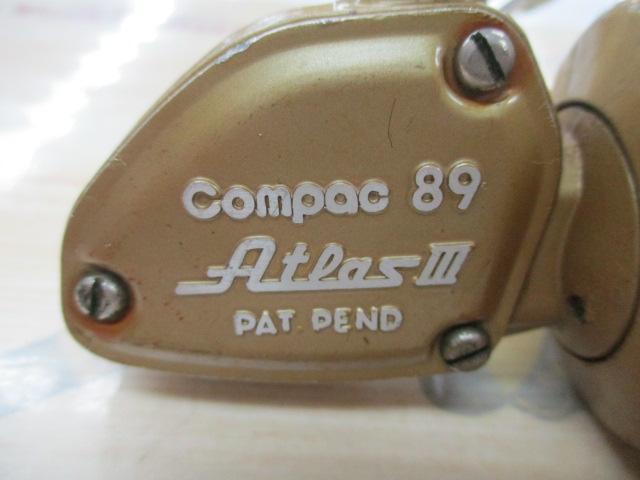 Compac 89
Atlas III
PAT. PEND